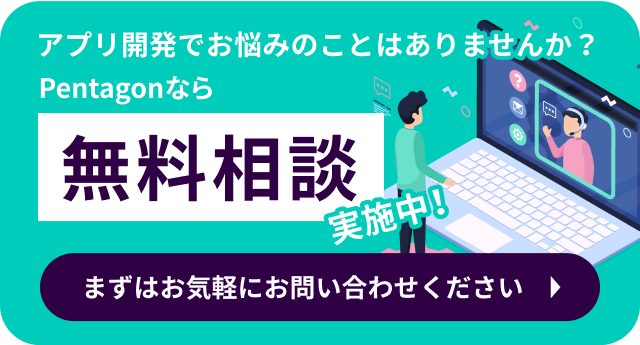 アプリ開発でお悩みのことはありませんか？
Pentagonなら
無料相談
実施中！
まずはお気軽にお問い合わせください